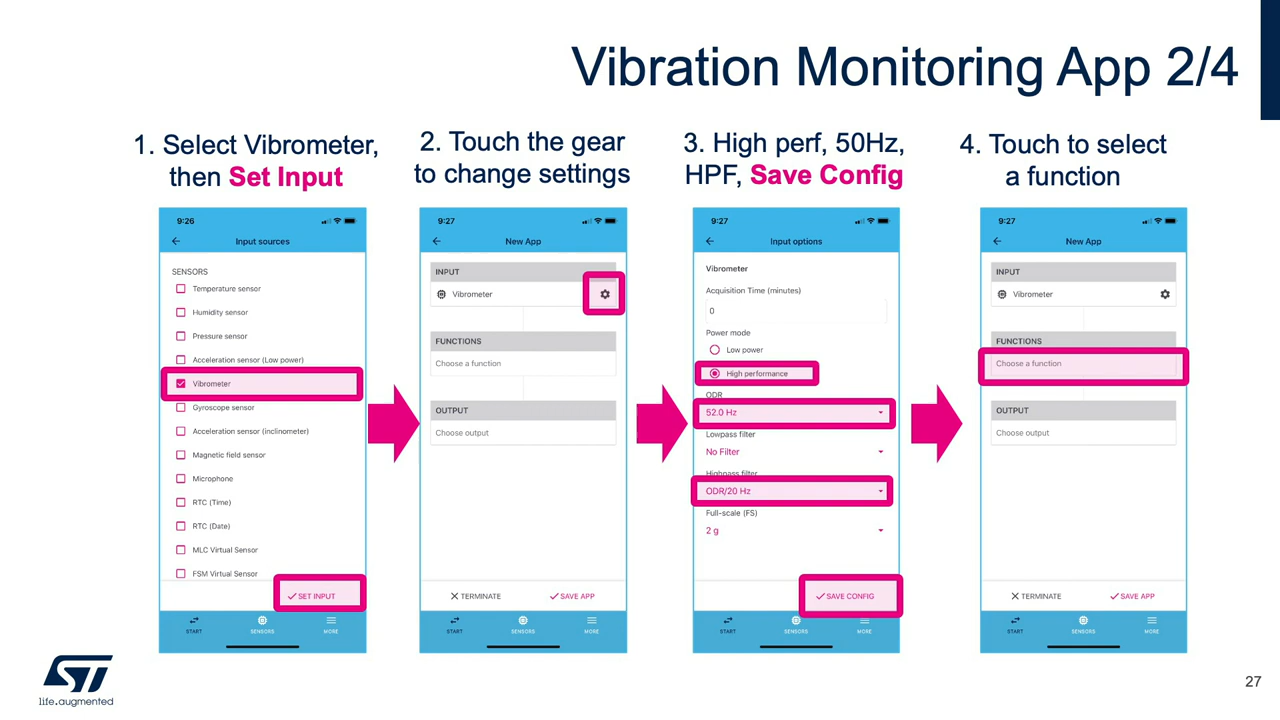 Vibration Monitoring App 2/4
1. Select Vibrometer,
then Set Input
2. Touch the gear
to change settings
3. High perf, 50Hz,
HPF, Save Config
4. Touch to select
a function
9:26
Input sources
SENSORS
Temperature sensor
Humidity sensor
Pressure sensor
Acceleration sensor (Low power)
Vibrometer
Gyroscope sensor
Acceleration sensor (inclinometer)
Magnetic field sensor
Microphone
RTC (Time)
RTC (Date)
MLC Virtual Sensor
FSM Virtual Sensor
SET INPUT
START
SENSORS
MORE
9:27
New App
INPUT
Vibrometer
FUNCTIONS
Choose a function
OUTPUT
Choose output
TERMINATE
SAVE APP
START
SENSORS
MORE
9:27
Input options
Vibrometer
Acquisition Time (minutes)
0
Power mode
Low power
High performance
ODR
52.0 Hz
Lowpass filter
No Filter
Highpass filter
ODR/20 Hz
Full-scale (FS)
2 g
SAVE CONFIG
START
SENSORS
MORE
9:27
New App
INPUT
Vibrometer
FUNCTIONS
Choose a function
OUTPUT
Choose output
TERMINATE
SAVE APP
START
SENSORS
MORE
ST
life.augmented
27